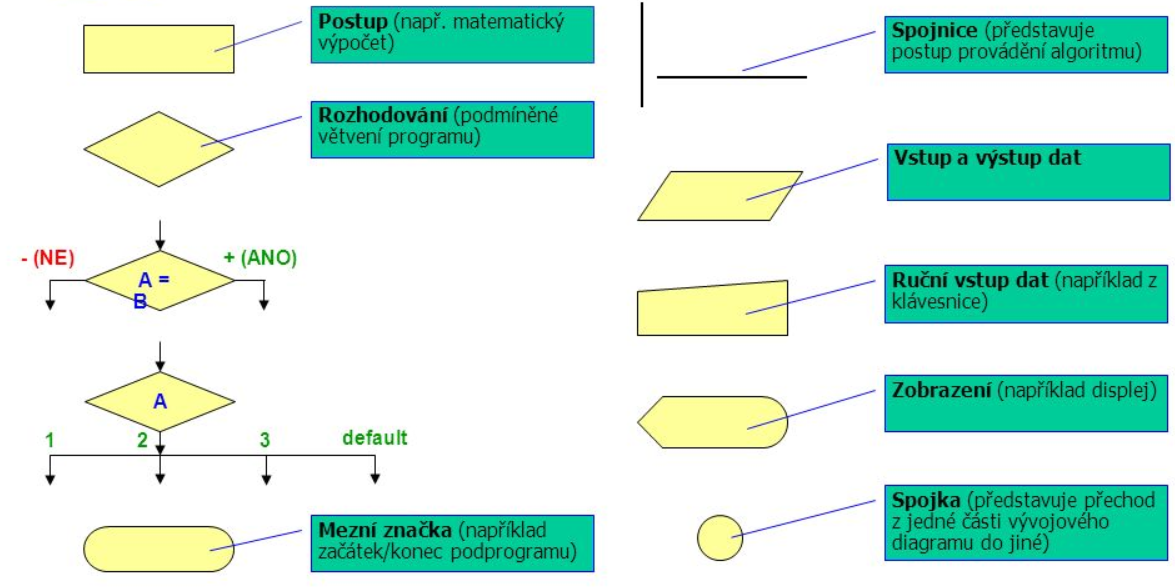 Postup (např. matematický
výpočet)
Rozhodování (podmíněné
větvení programu)
- (NE)
+ (ANO)
A =
B
A
1
2
3
default
Mezní značka (například
začátek/konec podprogramu)
Spojnice (představuje
postup provádění algoritmu)
Vstup a výstup dat
Ruční vstup dat (například z
klávesnice)
Zobrazení (například displej)
Spojka (představuje přechod
z jedné části vývojového
diagramu do jiné)